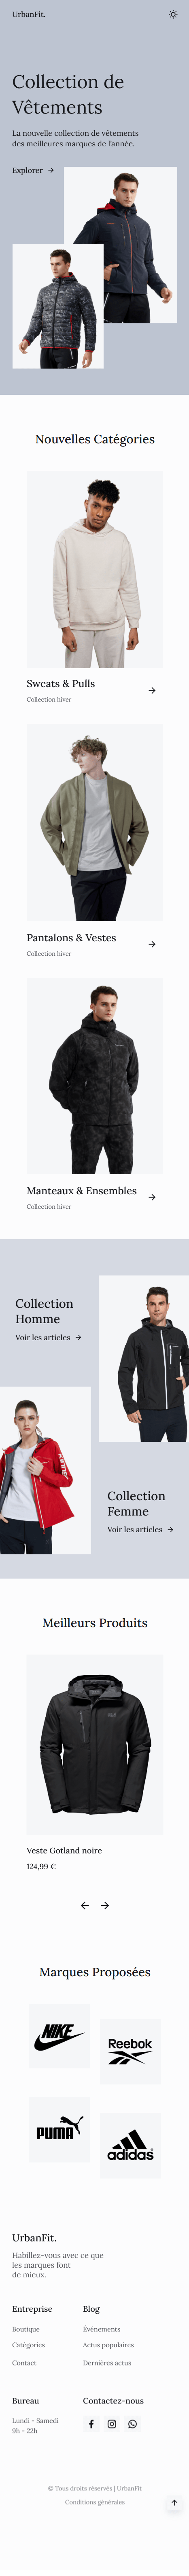 UrbanFit.
Collection de
Vêtements
La nouvelle collection de vêtements
des meilleures marques de l'année.
Explorer
Nouvelles Catégories
Sweats & Pulls
Collection hiver
Pantalons & Vestes
Collection hiver
Manteaux & Ensembles
Collection hiver
Collection
Homme
Voir les articles
Collection
Femme
Voir les articles
Meilleurs Produits
Veste Gotland noire
124,99 €
Marques Proposées
NIKE
Reebok
PUMA
adidas
UrbanFit.
Habillez-vous avec ce que
les marques font
de mieux.
Entreprise
Boutique
Catégories
Contact
Blog
Événements
Actus populaires
Dernières actus
Bureau
Lundi - Samedi
9h - 22h
Contactez-nous
© Tous droits réservés | UrbanFit
Conditions générales